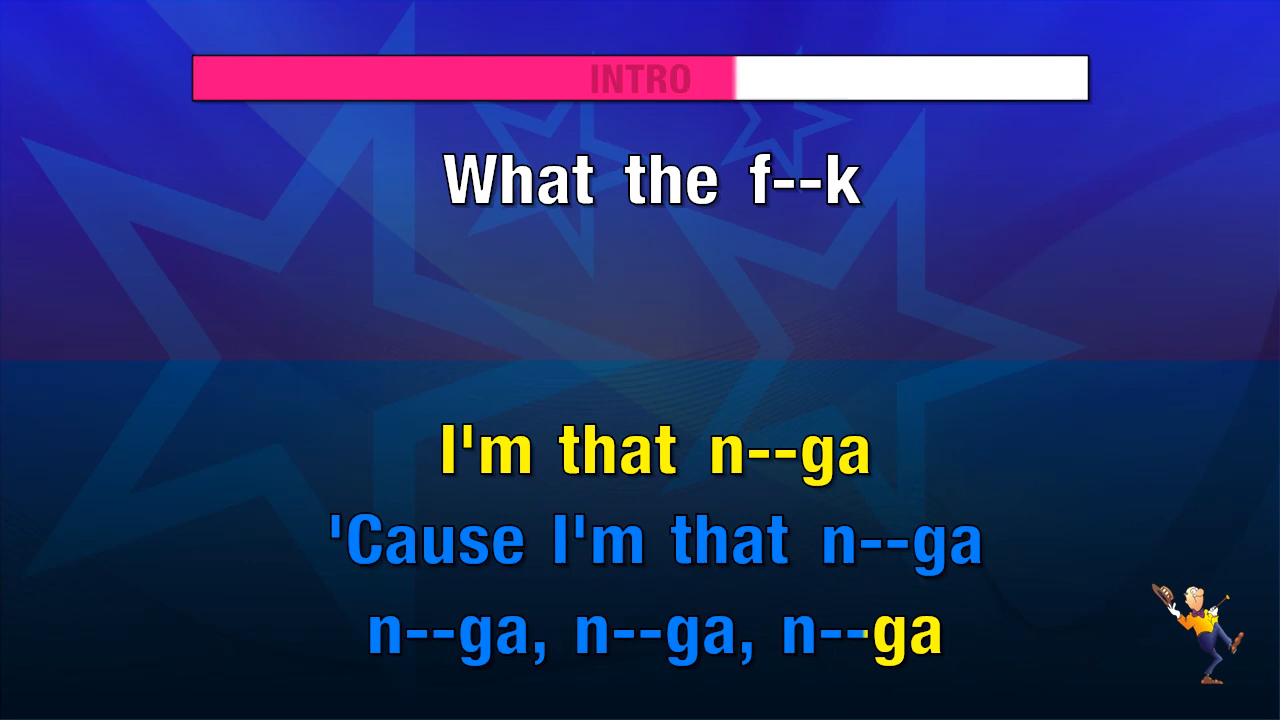 INTRO
What the f--k
I'm that n--ga
'Cause I'm that n--ga
n--ga, n--ga, n--ga